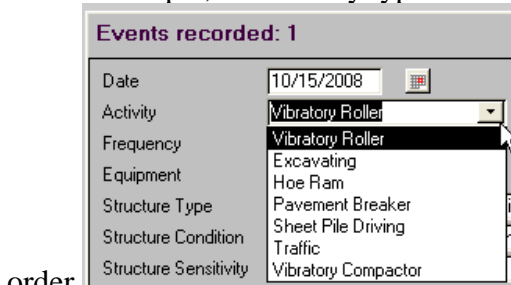 Events recorded: 1
Date 10/15/2008
Activity Vibratory Roller
Frequency Vibratory Roller
Excavating
Equipment Hoe Ram
Structure Type Pavement Breaker
Sheet Pile Driving
Structure Condition Traffic
Structure Sensitivity Vibratory Compactor
order